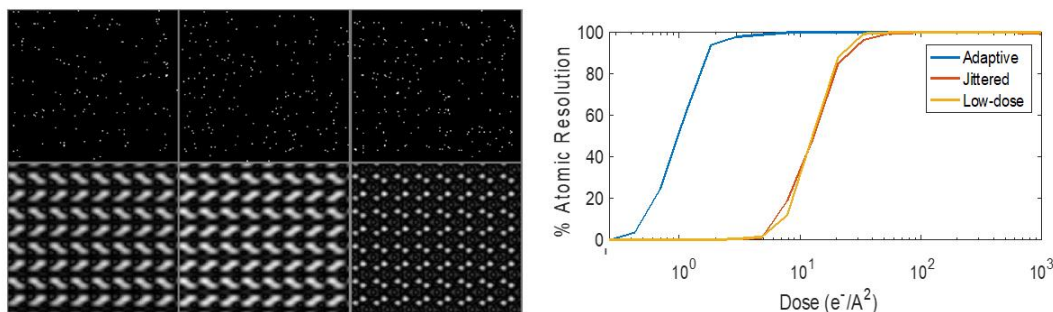 % Atomic Resolution
100
80
60
40
20
0
Adaptive
Jittered
Low-dose
10⁰ 10¹ 10² 10³
Dose (e⁻/A²)